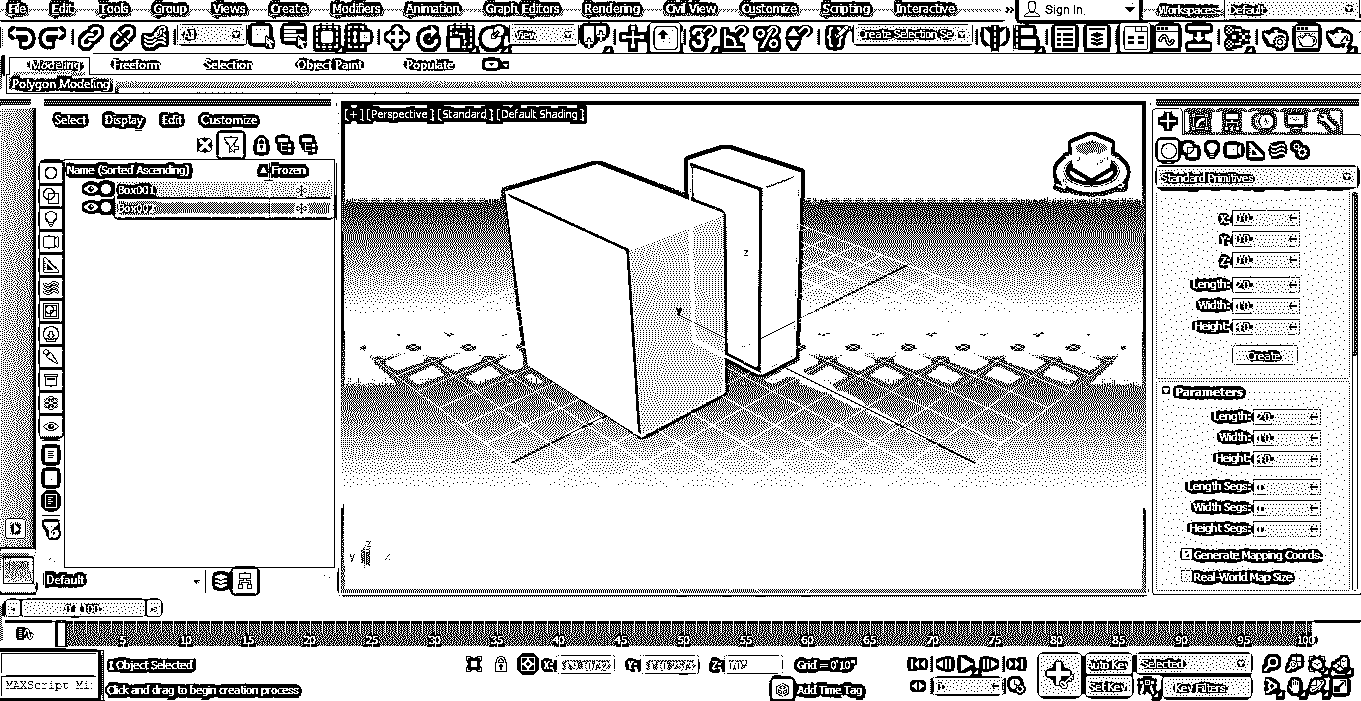 File Edit Tools Group Views Create Modifiers Animation Graph Editors Rendering Civil View Customize Scripting Interactive » Sign In Workspaces: Default
All View Create Selection Se
Modeling Freeform Selection Object Paint Populate
Polygon Modeling
[+] [Perspective] [Standard] [Default Shading]
Select Display Edit Customize
Name (Sorted Ascending) Frozen
Box001
Box002
Standard Primitives
X:
Y:
Z:
Length:
Width:
Height:
Create
Parameters
Length:
Width:
Height:
Length Segs:
Width Segs:
Height Segs:
Generate Mapping Coords.
Real-World Map Size
z
y
Default
5 10 15 20 25 30 35 40 45 50 55 60 65 70 75 80 85 90 95 100
1 Object Selected X: Y: Z: Grid = 0'10" Auto Key Selected
MAXScript Mi Click and drag to begin creation process Add Time Tag Set Key Key Filters